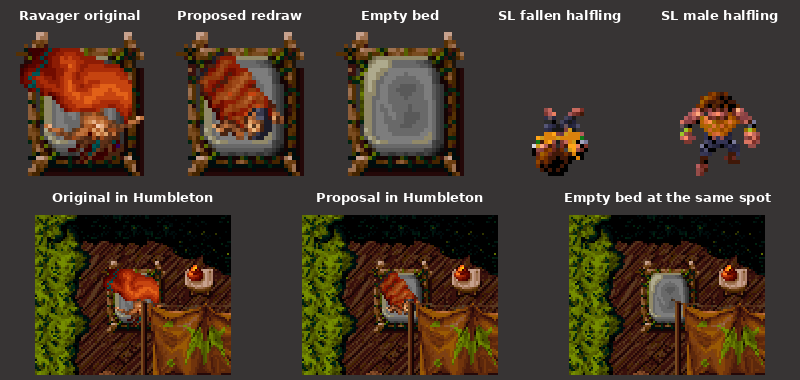 Ravager original
Proposed redraw
Empty bed
SL fallen halfling
SL male halfling
Original in Humbleton
Proposal in Humbleton
Empty bed at the same spot